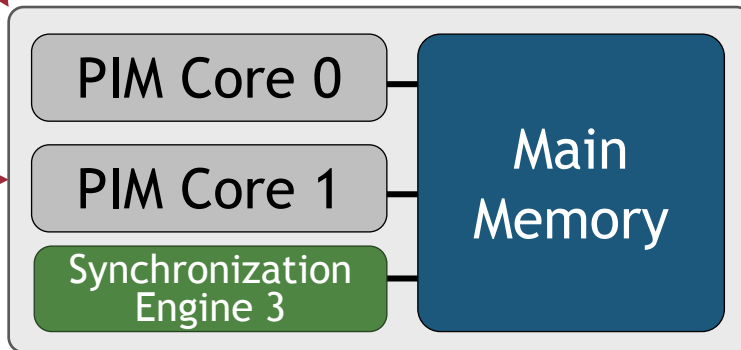 PIM Core 0
PIM Core 1
Synchronization
Engine 3
Main
Memory